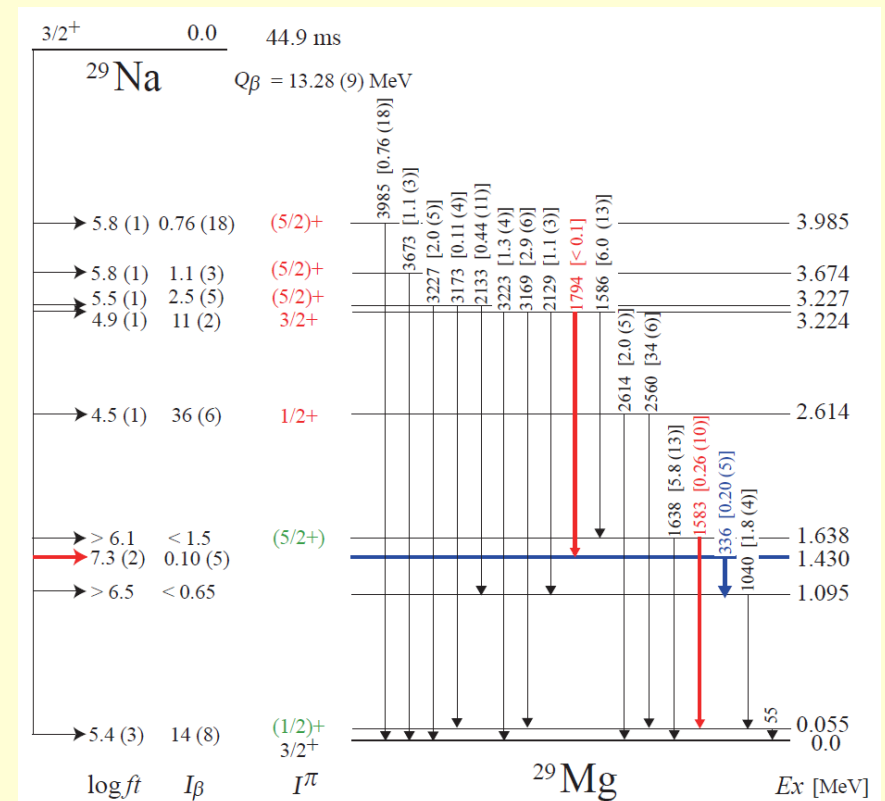 3/2+ 0.0 44.9 ms
²⁹Na Qβ = 13.28 (9) MeV
3985 [0.76 (18)]
3673 [1.1 (3)]
3227 [2.0 (5)]
3173 [0.11 (4)]
2133 [0.44 (11)]
3223 [1.3 (4)]
3169 [2.9 (6)]
2129 [1.1 (3)]
1794 [< 0.1]
1586 [6.0 (13)]
2614 [2.0 (5)]
2560 [34 (6)]
1638 [5.8 (13)]
1583 [0.26 (10)]
336 [0.20 (5)]
1040 [1.8 (4)]
55
5.8 (1) 0.76 (18) (5/2)+ 3.985
5.8 (1) 1.1 (3) (5/2)+ 3.674
5.5 (1) 2.5 (5) (5/2)+ 3.227
4.9 (1) 11 (2) 3/2+ 3.224
4.5 (1) 36 (6) 1/2+ 2.614
> 6.1 < 1.5 (5/2+) 1.638
7.3 (2) 0.10 (5) 1.430
> 6.5 < 0.65 1.095
5.4 (3) 14 (8) (1/2)+ 0.055
3/2+ 0.0
log ft Iβ Iπ ²⁹Mg Ex [MeV]